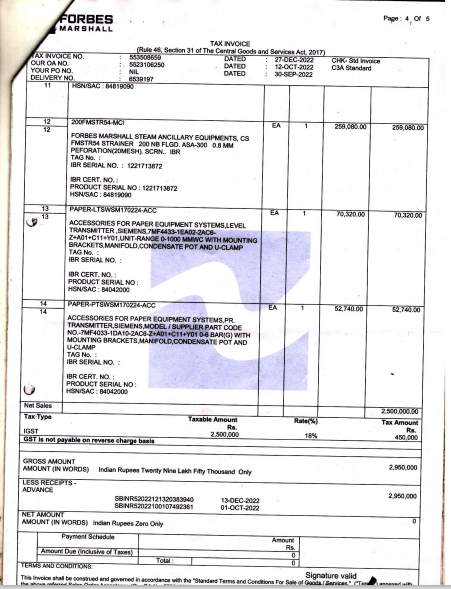 FORBES
MARSHALL
Page: 4 Of 5
TAX INVOICE
(Rule 46, Section 31 of The Central Goods and Services Act, 2017)
TAX INVOICE NO. : 553508659 DATED : 27-DEC-2022 CHK- Std Invoice
OUR OA NO. : 5523106250 DATED : 12-OCT-2022 C3A Standard
YOUR PO NO. : NIL DATED : 30-SEP-2022
DELIVERY NO. : 6539197
11 HSN/SAC : 84819090
12 200FMSTR54-MCI EA 1 259,080.00 259,080.00
12
FORBES MARSHALL STEAM ANCILLARY EQUIPMENTS, CS
FMSTR54 STRAINER 200 NB FLGD. ASA-300 0.8 MM
PEFORATION(20MESH). SCRN.. IBR
TAG No. :
IBR SERIAL NO. : 1221713872
IBR CERT. NO. :
PRODUCT SERIAL NO : 1221713872
HSN/SAC : 84819090
13 PAPER-LTSWSM170224-ACC EA 1 70,320.00 70,320.00
13
ACCESSORIES FOR PAPER EQUIPMENT SYSTEMS,LEVEL
TRANSMITTER ,SIEMENS,7MF4433-1EA02-2AC6-
Z+A01+C11+Y01,UNIT-RANGE 0-1000 MMWC WITH MOUNTING
BRACKETS,MANIFOLD,CONDENSATE POT AND U-CLAMP
TAG No. :
IBR SERIAL NO. :
IBR CERT. NO. :
PRODUCT SERIAL NO :
HSN/SAC : 84042000
14 PAPER-PTSWSM170224-ACC EA 1 52,740.00 52,740.00
14
ACCESSORIES FOR PAPER EQUIPMENT SYSTEMS,PR.
TRANSMITTER,SIEMENS,MODEL / SUPPLIER PART CODE
NO.-7MF4033-1DA10-2AC6-Z+A01+C11+Y01 0-6 BAR(G) WITH
MOUNTING BRACKETS,MANIFOLD,CONDENSATE POT AND
U-CLAMP
TAG No. :
IBR SERIAL NO. :
IBR CERT. NO. :
PRODUCT SERIAL NO :
HSN/SAC : 84042000
Net Sales 2,500,000.00
Tax Type Taxable Amount Rate(%) Tax Amount
Rs. Rs.
IGST 2,500,000 18% 450,000
GST is not payable on reverse charge basis
GROSS AMOUNT 2,950,000
AMOUNT (IN WORDS) Indian Rupees Twenty Nine Lakh Fifty Thousand Only
LESS RECEIPTS -
ADVANCE 2,950,000
SBINR52022121320383940 13-DEC-2022
SBINR52022100107492361 01-OCT-2022
NET AMOUNT 0
AMOUNT (IN WORDS) Indian Rupees Zero Only
Payment Schedule Amount
Rs.
Amount Due (Inclusive of Taxes) 0
Total : 0
TERMS AND CONDITIONS:
Signature valid
This Invoice shall be construed and governed in accordance with the "Standard Terms and Conditions For Sale of Goods / Services."